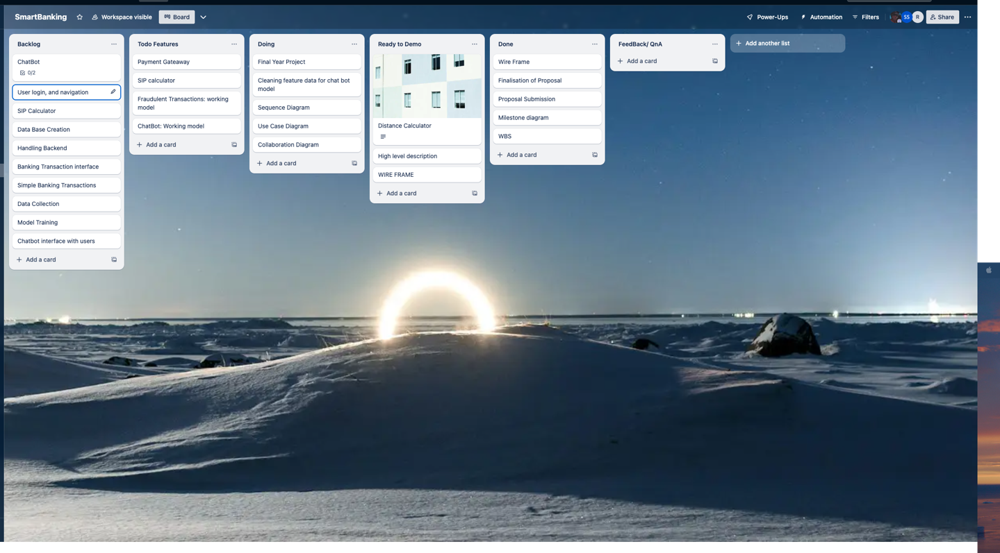 SmartBanking
Workspace visible
Board
Power-Ups
Automation
Filters
SS
R
Share
Backlog
ChatBot
0/2
User login, and navigation
SIP Calculator
Data Base Creation
Handling Backend
Banking Transaction interface
Simple Banking Transactions
Data Collection
Model Training
Chatbot interface with users
Add a card
Todo Features
Payment Gateaway
SIP calculator
Fraudulent Transactions: working
model
ChatBot: Working model
Add a card
Doing
Final Year Project
Cleaning feature data for chat bot
model
Sequence Diagram
Use Case Diagram
Collaboration Diagram
Add a card
Ready to Demo
Distance Calculator
High level description
WIRE FRAME
Add a card
Done
Wire Frame
Finalisation of Proposal
Proposal Submission
Milestone diagram
WBS
Add a card
FeedBack/ QnA
Add a card
Add another list